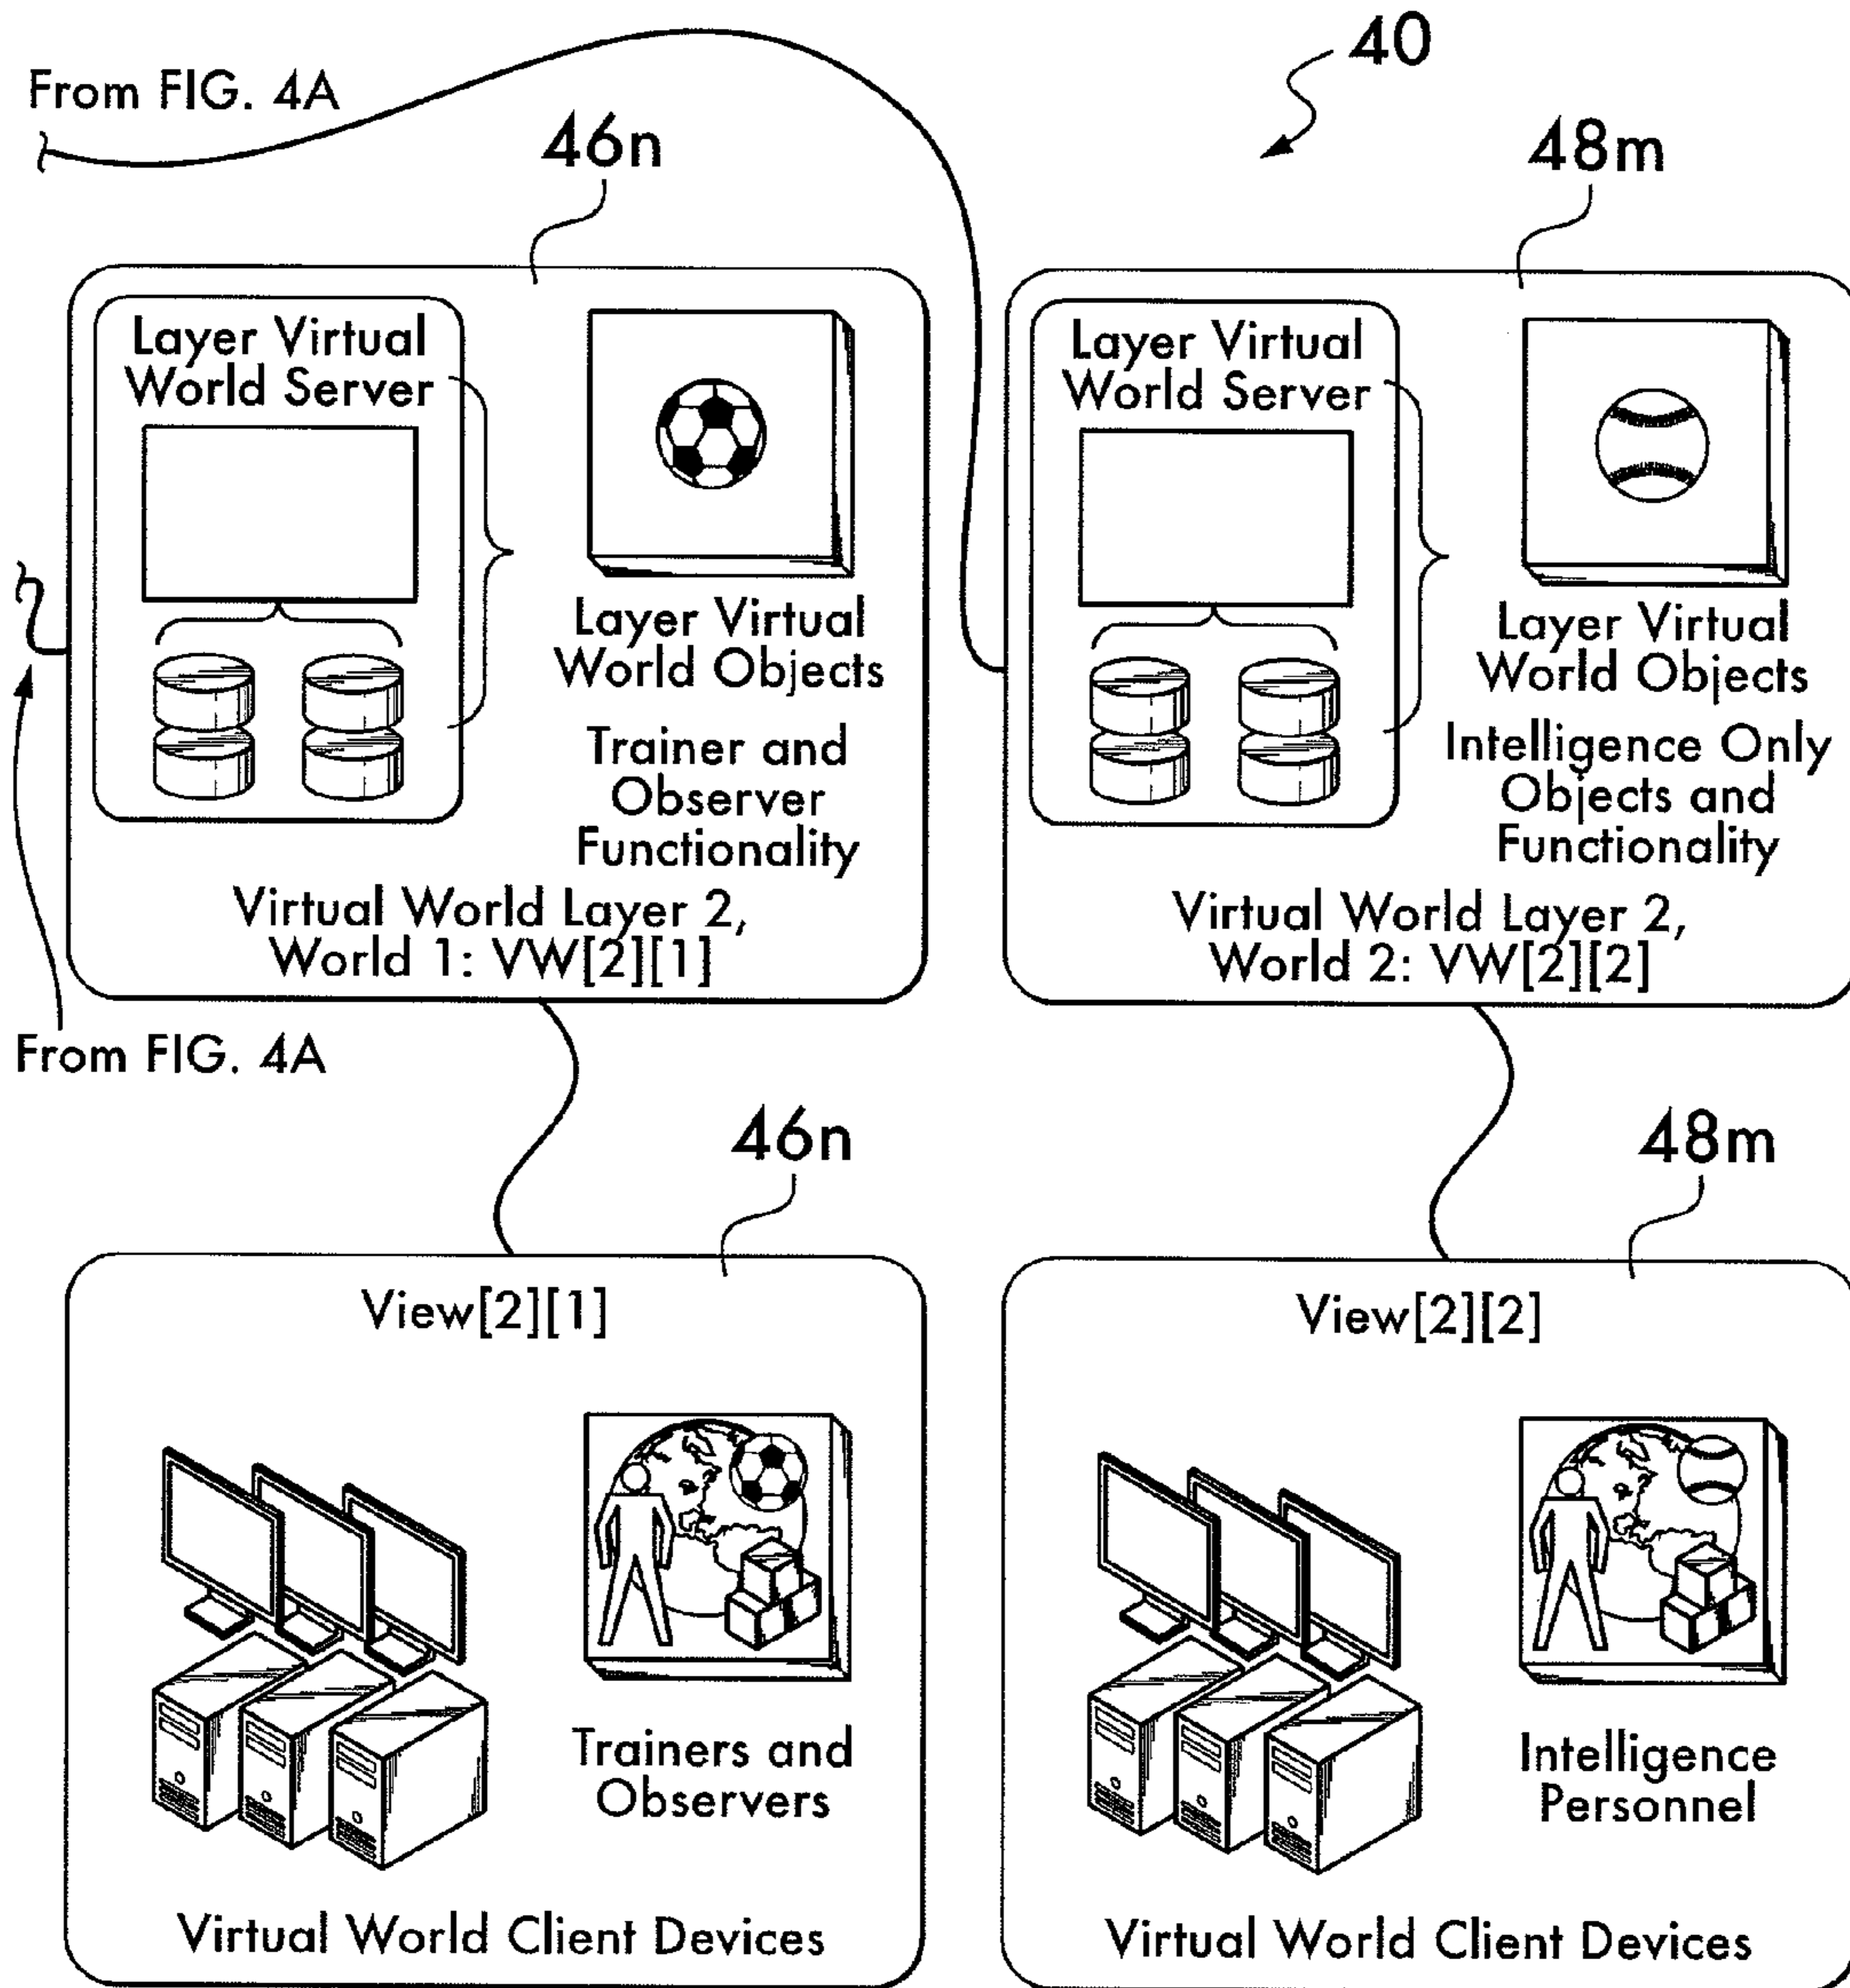 40
From FIG. 4A
46n
48m
Layer Virtual
World Server
Layer Virtual
World Objects
Trainer and
Observer
Functionality
Virtual World Layer 2,
World 1: VW[2][1]
Layer Virtual
World Server
Layer Virtual
World Objects
Intelligence Only
Objects and
Functionality
Virtual World Layer 2,
World 2: VW[2][2]
From FIG. 4A
46n
48m
View[2][1]
Trainers and
Observers
Virtual World Client Devices
View[2][2]
Intelligence
Personnel
Virtual World Client Devices